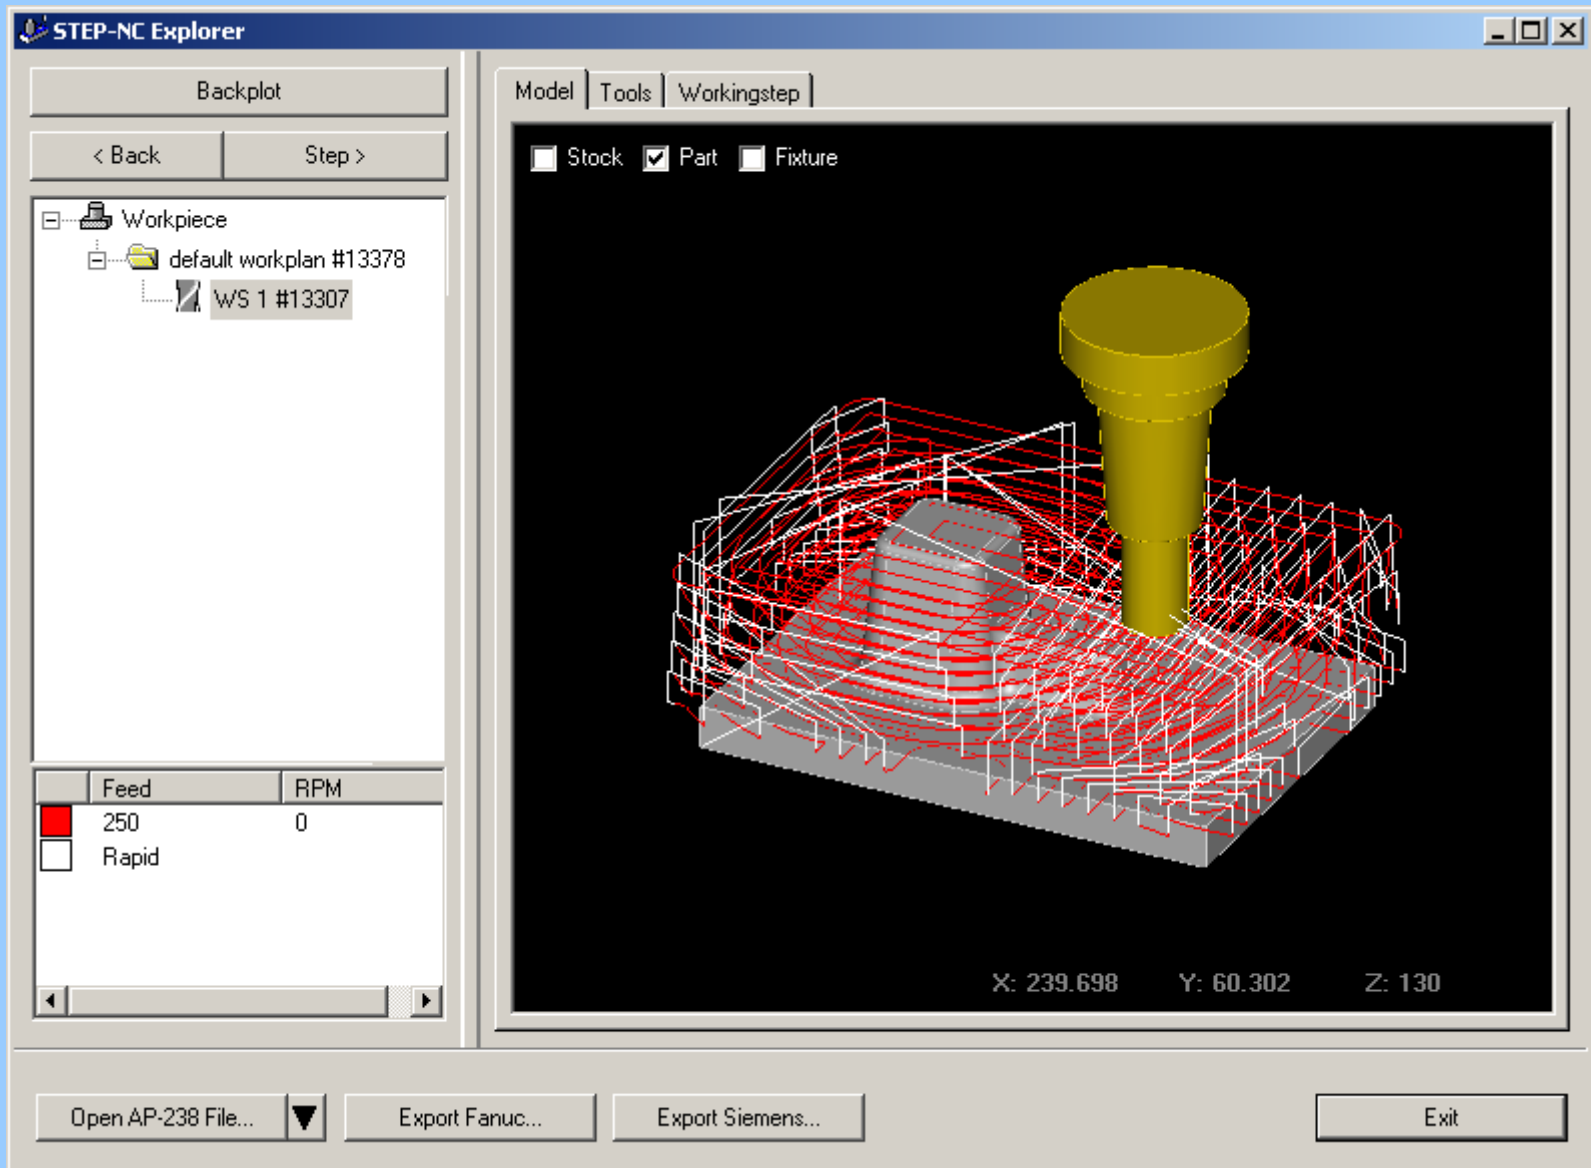 STEP-NC Explorer
Backplot
< Back Step >
Workpiece
default workplan #13378
WS 1 #13307
Feed RPM
250 0
Rapid
Model Tools Workingstep
Stock Part Fixture
X: 239.698 Y: 60.302 Z: 130
Open AP-238 File... Export Fanuc... Export Siemens... Exit